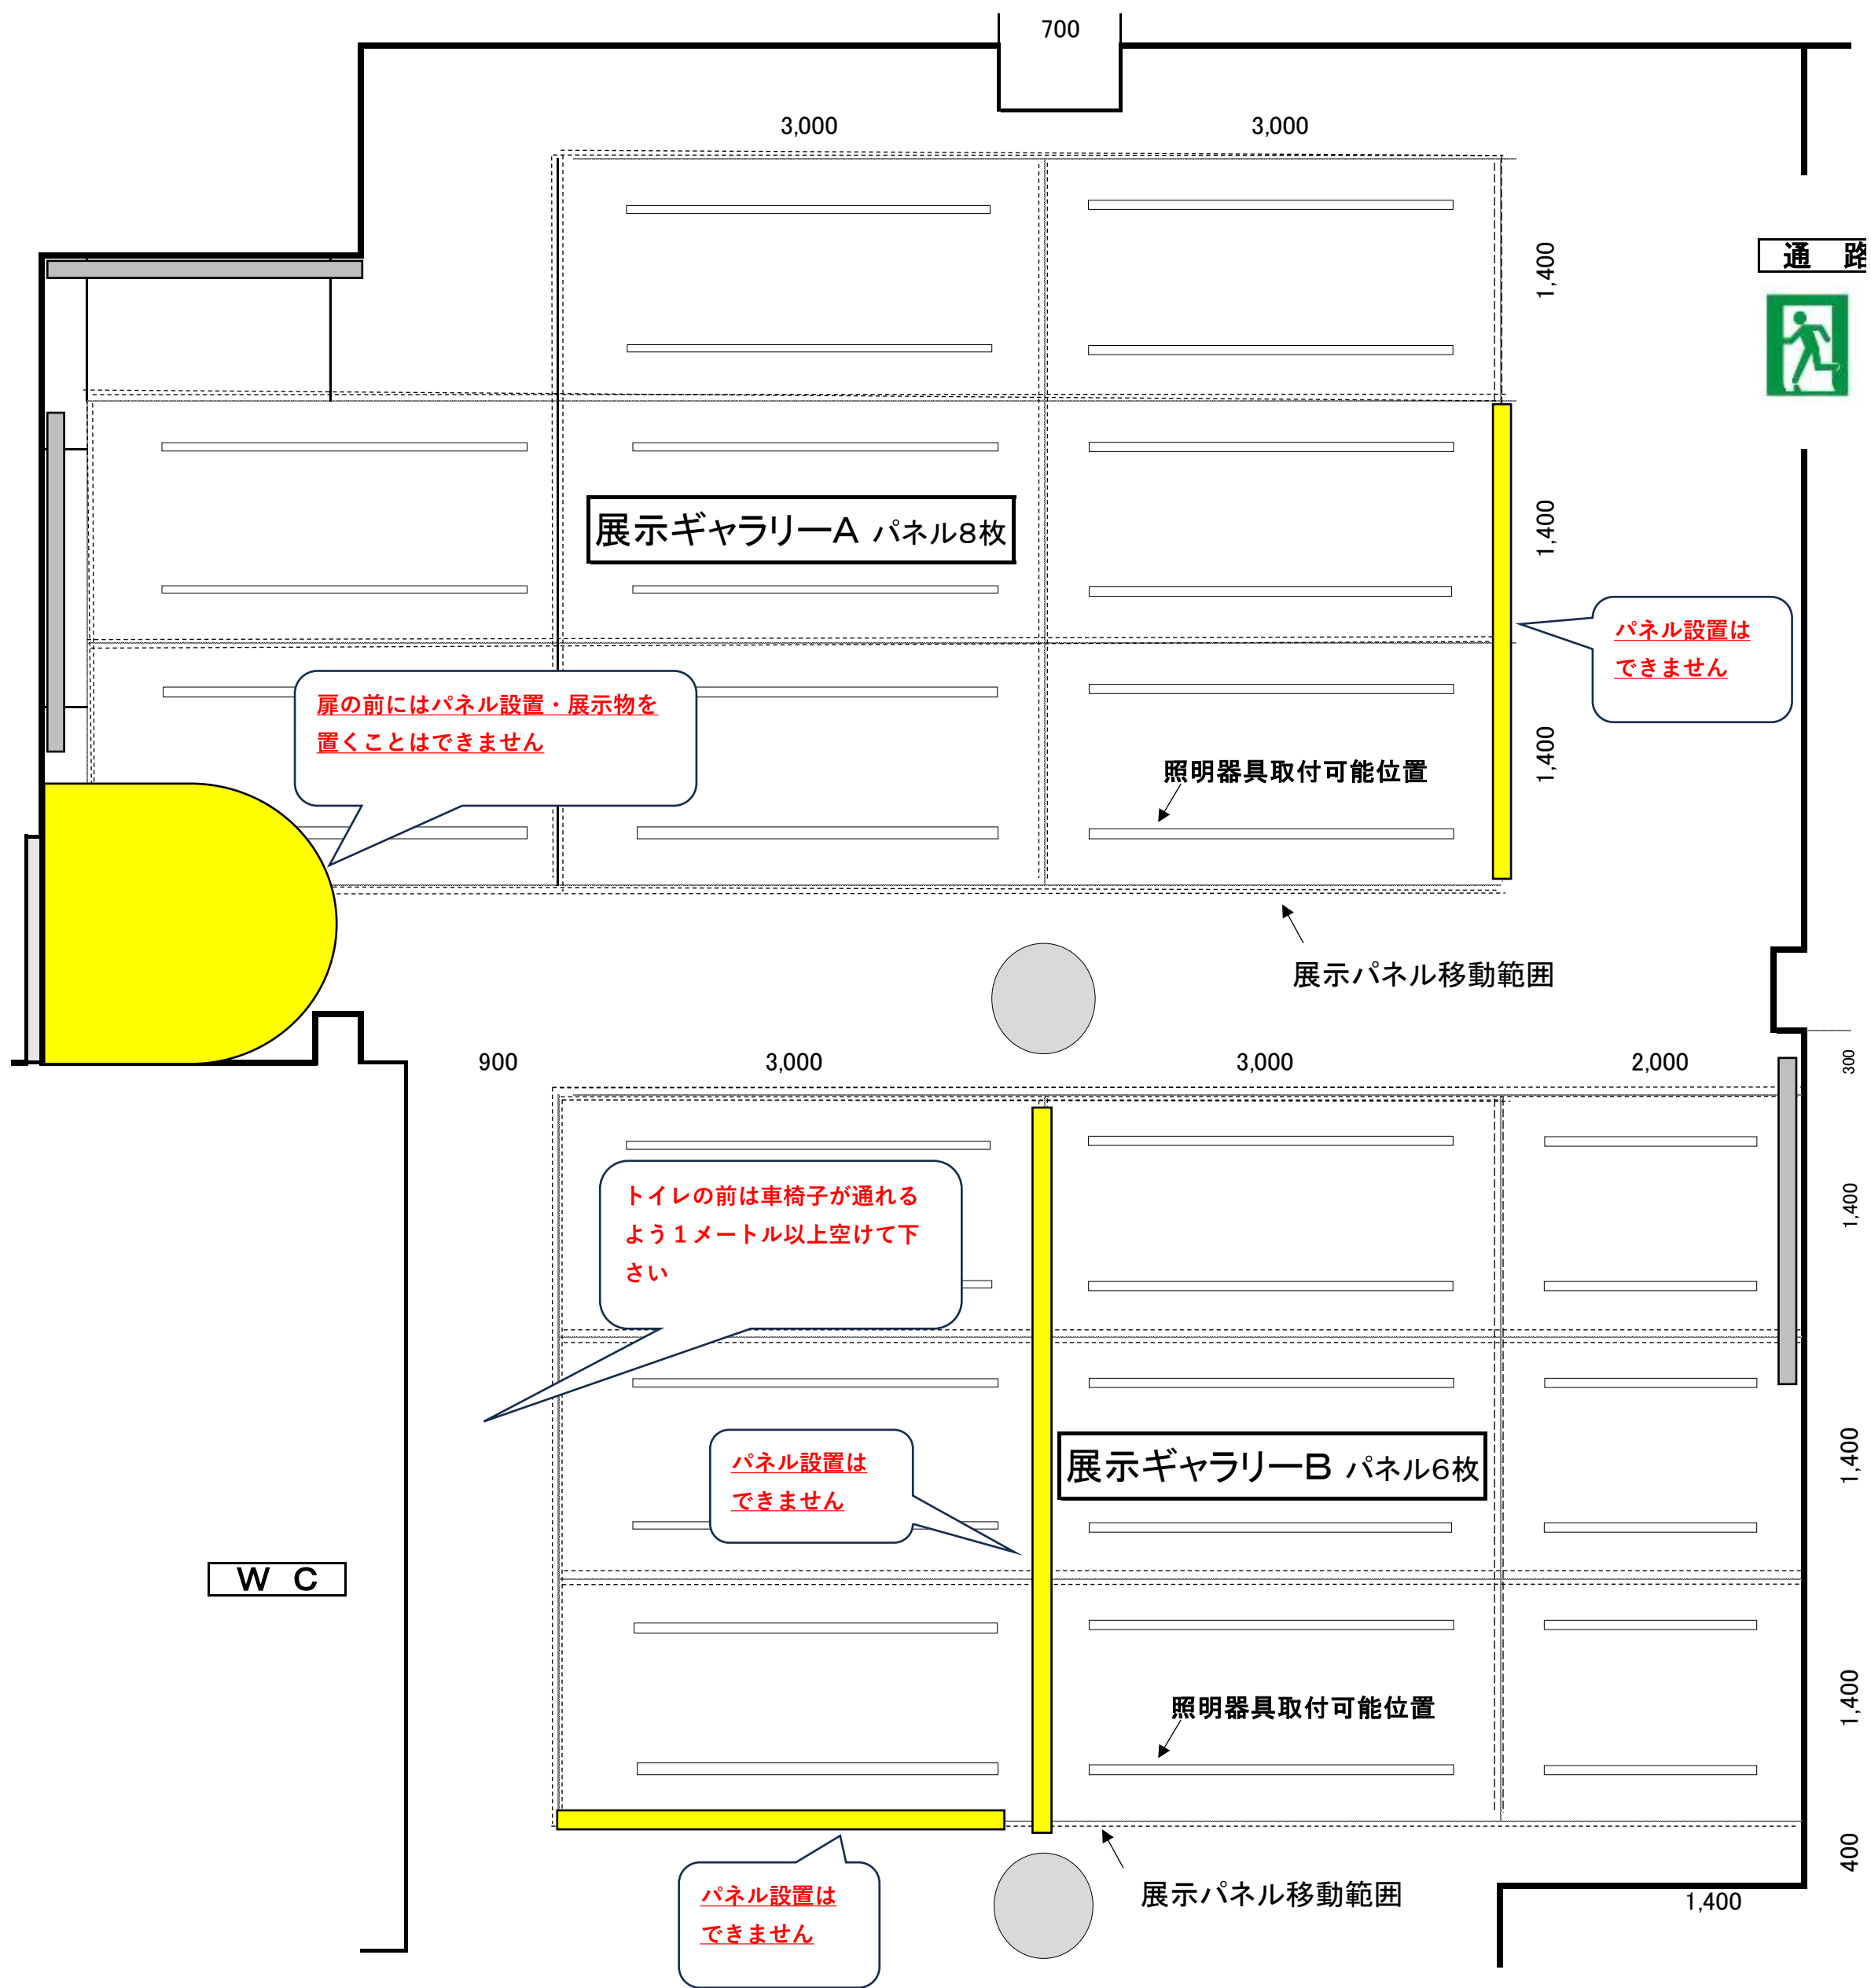 700
3,000
3,000
1,400
通　路
展示ギャラリーA パネル8枚
1,400
パネル設置は
できません
扉の前にはパネル設置・展示物を
置くことはできません
1,400
照明器具取付可能位置
展示パネル移動範囲
900
3,000
3,000
2,000
300
トイレの前は車椅子が通れる
よう１メートル以上空けて下
さい
1,400
パネル設置は
できません
展示ギャラリーB パネル6枚
1,400
W C
1,400
照明器具取付可能位置
400
展示パネル移動範囲
1,400
パネル設置は
できません